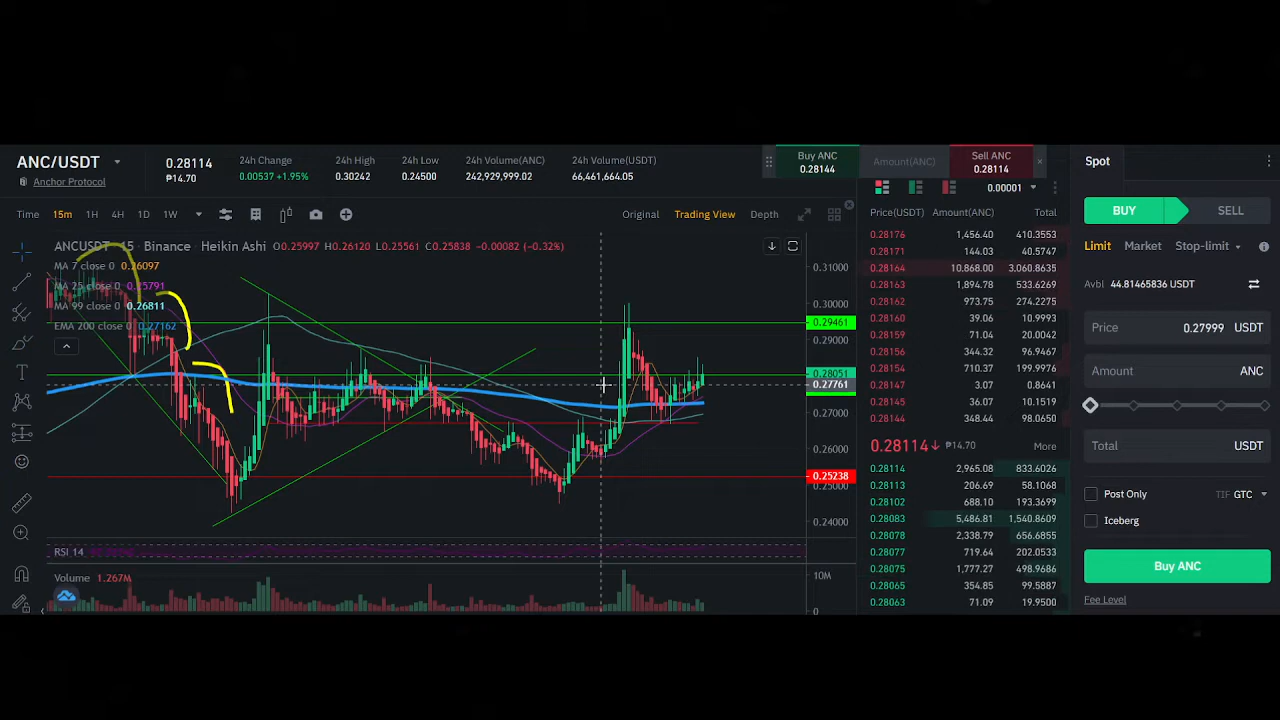 ANC/USDT
Anchor Protocol
0.28114
₱14.70
24h Change
0.00537 +1.95%
24h High
0.30242
24h Low
0.24500
24h Volume(ANC)
242,929,999.02
24h Volume(USDT)
66,461,664.05
Buy ANC
0.28144
Amount(ANC)
Sell ANC
0.28114
Spot
Time 15m 1H 4H 1D 1W
Original Trading View Depth
ANCUSDT 15 Binance Heikin Ashi O0.25997 H0.26120 L0.25561 C0.25838 -0.00082 (-0.32%)
MA 7 close 0 0.26097
MA 25 close 0 0.25791
MA 99 close 0 0.26811
EMA 200 close 0 0.27162
0.31000
0.30000
0.29461
0.29000
0.28051
0.27761
0.27000
0.26000
0.25238
0.25000
0.24000
RSI 14
Volume 1.267M
10M
0
0.00001
Price(USDT) Amount(ANC) Total
0.28176 1,456.40 410.3553
0.28171 144.03 40.5747
0.28164 10,868.00 3,060.8635
0.28163 1,894.78 533.6269
0.28162 973.75 274.2275
0.28160 39.06 10.9993
0.28159 71.04 20.0042
0.28156 344.32 96.9467
0.28154 710.37 199.9976
0.28147 3.07 0.8641
0.28145 36.07 10.1519
0.28144 348.44 98.0650
0.28114 ₱14.70 More
0.28114 2,965.08 833.6026
0.28113 206.69 58.1068
0.28102 688.10 193.3699
0.28083 5,486.81 1,540.8609
0.28078 2,338.79 656.6855
0.28077 719.64 202.0533
0.28075 1,777.27 498.9686
0.28065 354.85 99.5887
0.28063 71.09 19.9500
BUY SELL
Limit Market Stop-limit
Avbl 44.81465836 USDT
Price 0.27999 USDT
Amount ANC
Total USDT
Post Only TIF GTC
Iceberg
Buy ANC
Fee Level